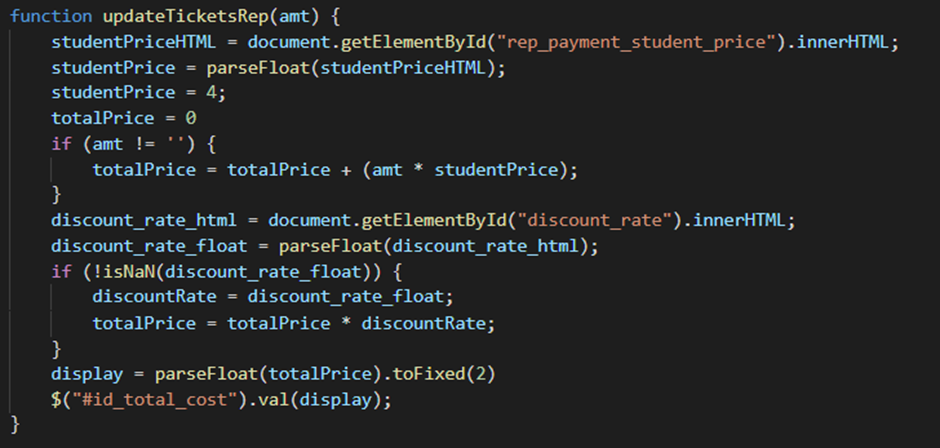 function updateTicketsRep(amt) {
    studentPriceHTML = document.getElementById("rep_payment_student_price").innerHTML;
    studentPrice = parseFloat(studentPriceHTML);
    studentPrice = 4;
    totalPrice = 0
    if (amt != '') {
        totalPrice = totalPrice + (amt * studentPrice);
    }
    discount_rate_html = document.getElementById("discount_rate").innerHTML;
    discount_rate_float = parseFloat(discount_rate_html);
    if (!isNaN(discount_rate_float)) {
        discountRate = discount_rate_float;
        totalPrice = totalPrice * discountRate;
    }
    display = parseFloat(totalPrice).toFixed(2)
    $("#id_total_cost").val(display);
}